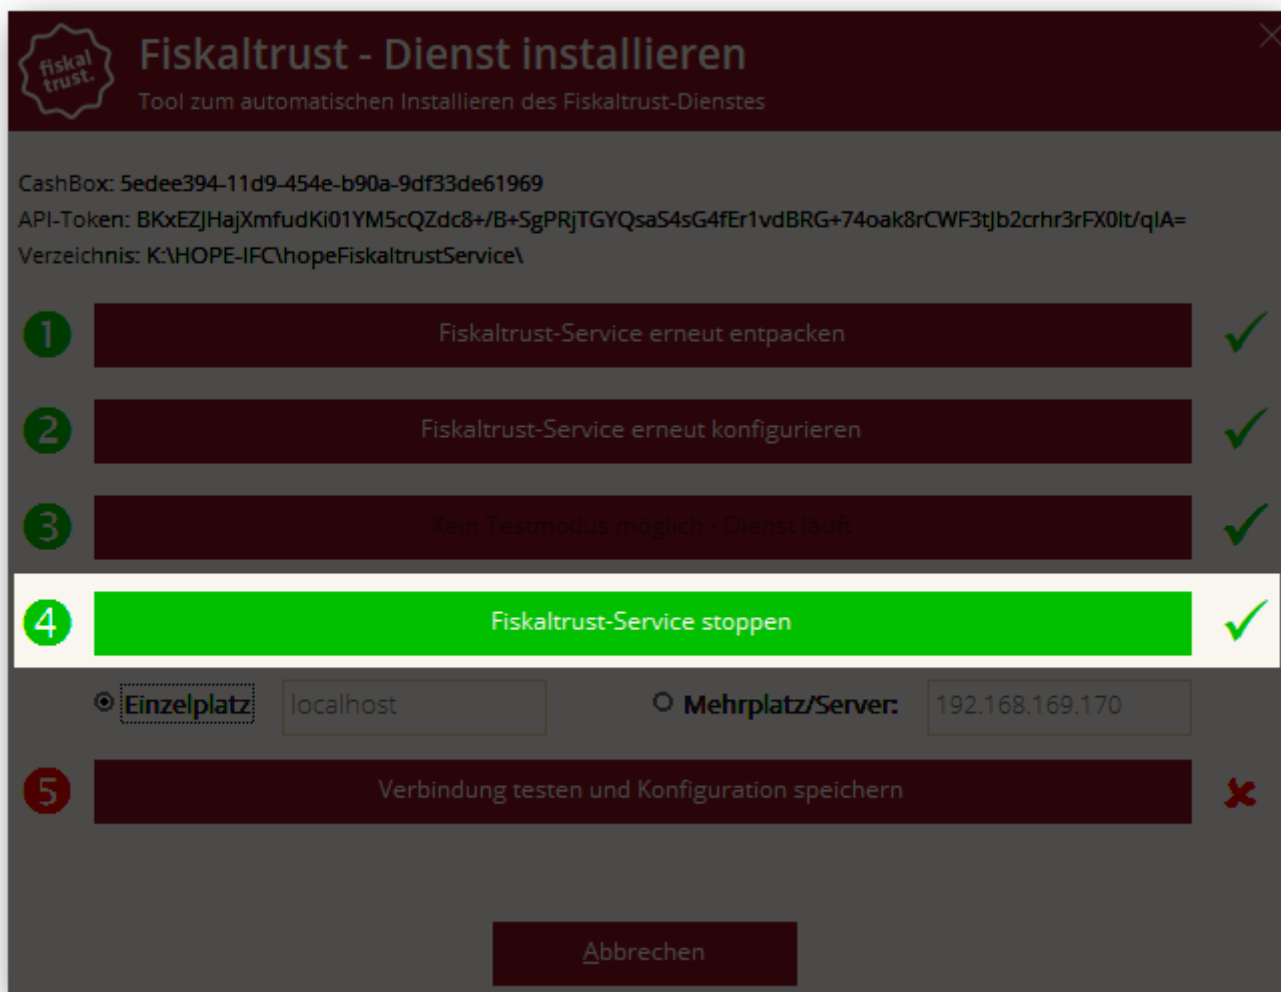 fiskal
trust.
Fiskaltrust - Dienst installieren
Tool zum automatischen Installieren des Fiskaltrust-Dienstes
CashBox: 5edee394-11d9-454e-b90a-9df33de61969
API-Token: BKxEZJHajXmfudKi01YM5cQZdc8+/B+SgPRjTGYQsaS4sG4fEr1vdBRG+74oak8rCWF3tJb2crhr3rFX0lt/qlA=
Verzeichnis: K:\HOPE-IFC\hopeFiskaltrustService\
1 Fiskaltrust-Service erneut entpacken
2 Fiskaltrust-Service erneut konfigurieren
3 Kein Testmodus möglich - Dienst läuft
4 Fiskaltrust-Service stoppen
Einzelplatz localhost Mehrplatz/Server: 192.168.169.170
5 Verbindung testen und Konfiguration speichern
Abbrechen